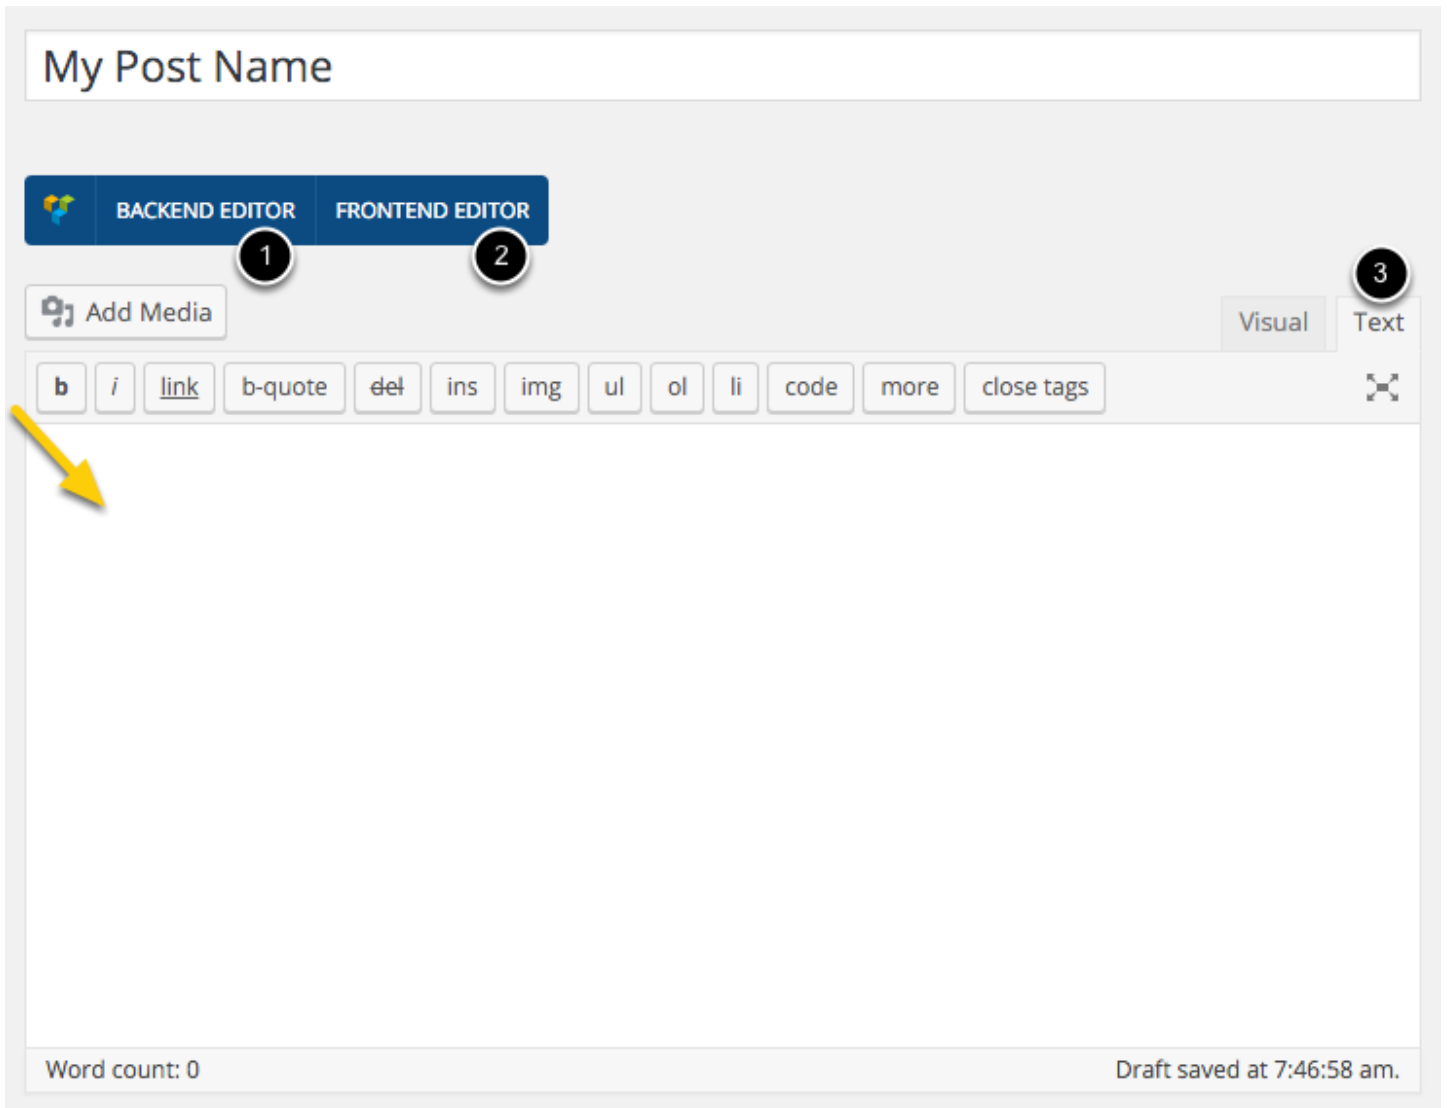 My Post Name
BACKEND EDITOR FRONTEND EDITOR
1 2
3
Add Media
Visual Text
b i link b-quote del ins img ul ol li code more close tags
Word count: 0 Draft saved at 7:46:58 am.